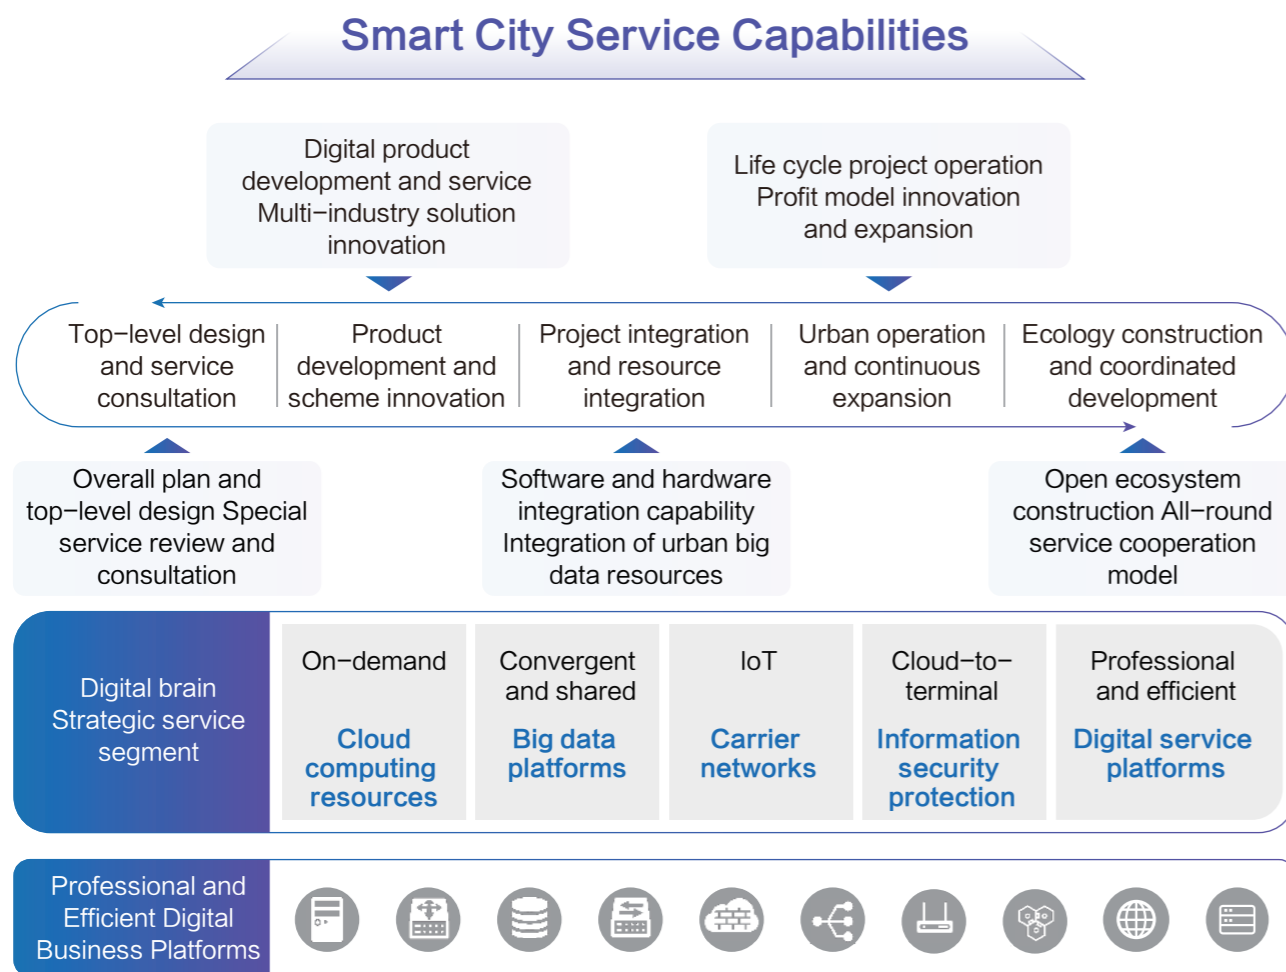 Smart City Service Capabilities
Digital product
development and service
Multi-industry solution
innovation
Life cycle project operation
Profit model innovation
and expansion
Top-level design
and service
consultation
Product
development and
scheme innovation
Project integration
and resource
integration
Urban operation
and continuous
expansion
Ecology construction
and coordinated
development
Overall plan and
top-level design Special
service review and
consultation
Software and hardware
integration capability
Integration of urban big
data resources
Open ecosystem
construction All-round
service cooperation
model
Digital brain
Strategic service
segment
On-demand
Cloud
computing
resources
Convergent
and shared
Big data
platforms
IoT
Carrier
networks
Cloud-to-
terminal
Information
security
protection
Professional
and efficient
Digital service
platforms
Professional and
Efficient Digital
Business Platforms